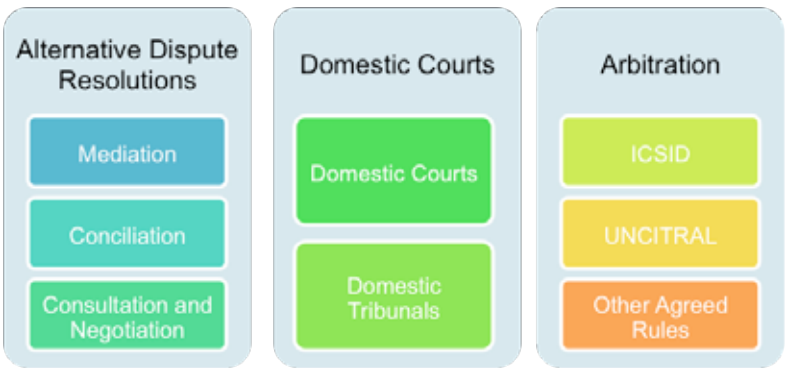 Alternative Dispute
Resolutions
Mediation
Conciliation
Consultation and
Negotiation
Domestic Courts
Domestic Courts
Domestic
Tribunals
Arbitration
ICSID
UNCITRAL
Other Agreed
Rules